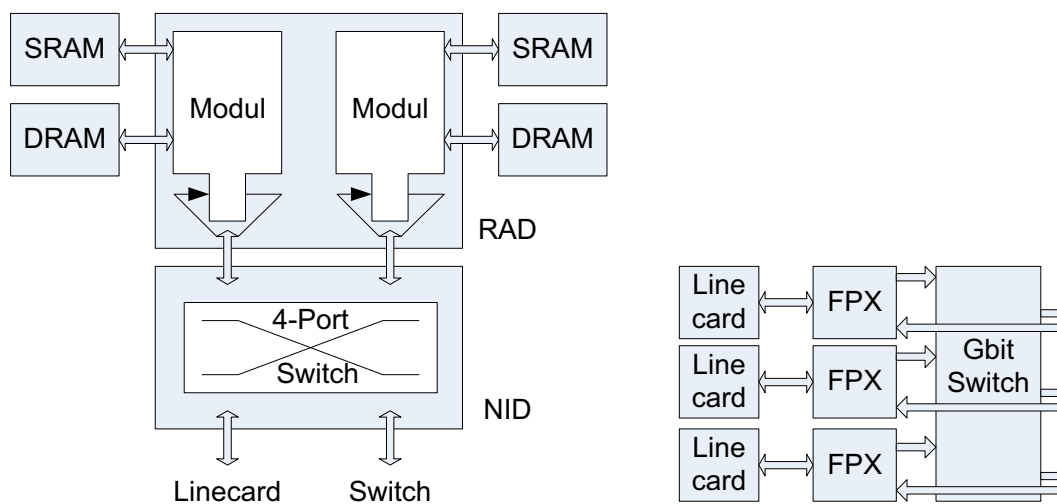 SRAM
DRAM
Modul
Modul
SRAM
DRAM
RAD
4-Port
Switch
NID
Linecard
Switch
Line
card
FPX
Line
card
FPX
Line
card
FPX
Gbit
Switch